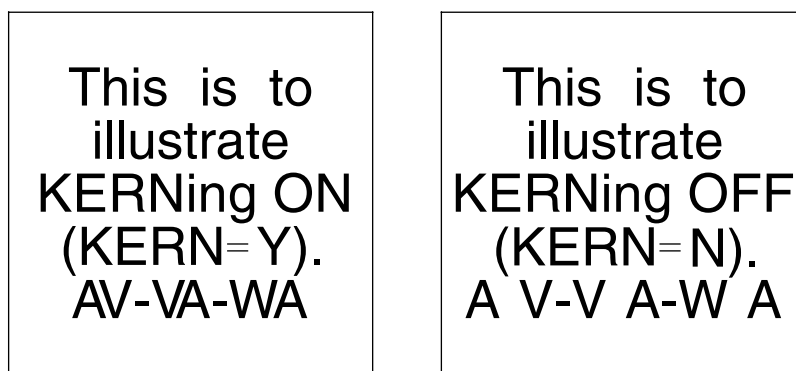 This is to
illustrate
KERNing ON
(KERN=Y).
AV-VA-WA
This is to
illustrate
KERNing OFF
(KERN=N).
A V-V A-W A